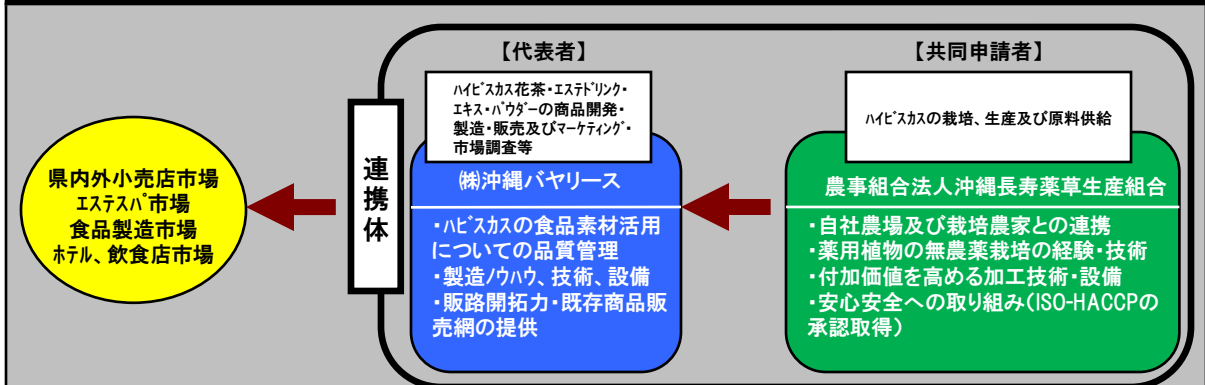 【代表者】
【共同申請者】
ﾊｲﾋﾞｽｶｽ花茶・ｴｽﾃﾄﾞﾘﾝｸ・
ｴｷｽ・ﾊﾟｳﾀﾞｰの商品開発・
製造・販売及びﾏｰｹﾃｨﾝｸﾞ・
市場調査等
ﾊｲﾋﾞｽｶｽの栽培、生産及び原料供給
連携体
県内外小売店市場
ｴｽﾃｽﾊﾟ市場
食品製造市場
ﾎﾃﾙ、飲食店市場
㈱沖縄バヤリース
・ﾊﾋﾞｽｶｽの食品素材活用
についての品質管理
・製造ﾉｳﾊｳ、技術、設備
・販路開拓力・既存商品販
売網の提供
農事組合法人沖縄長寿薬草生産組合
・自社農場及び栽培農家との連携
・薬用植物の無農薬栽培の経験・技術
・付加価値を高める加工技術・設備
・安心安全への取り組み(ISO-HACCPの
承認取得)